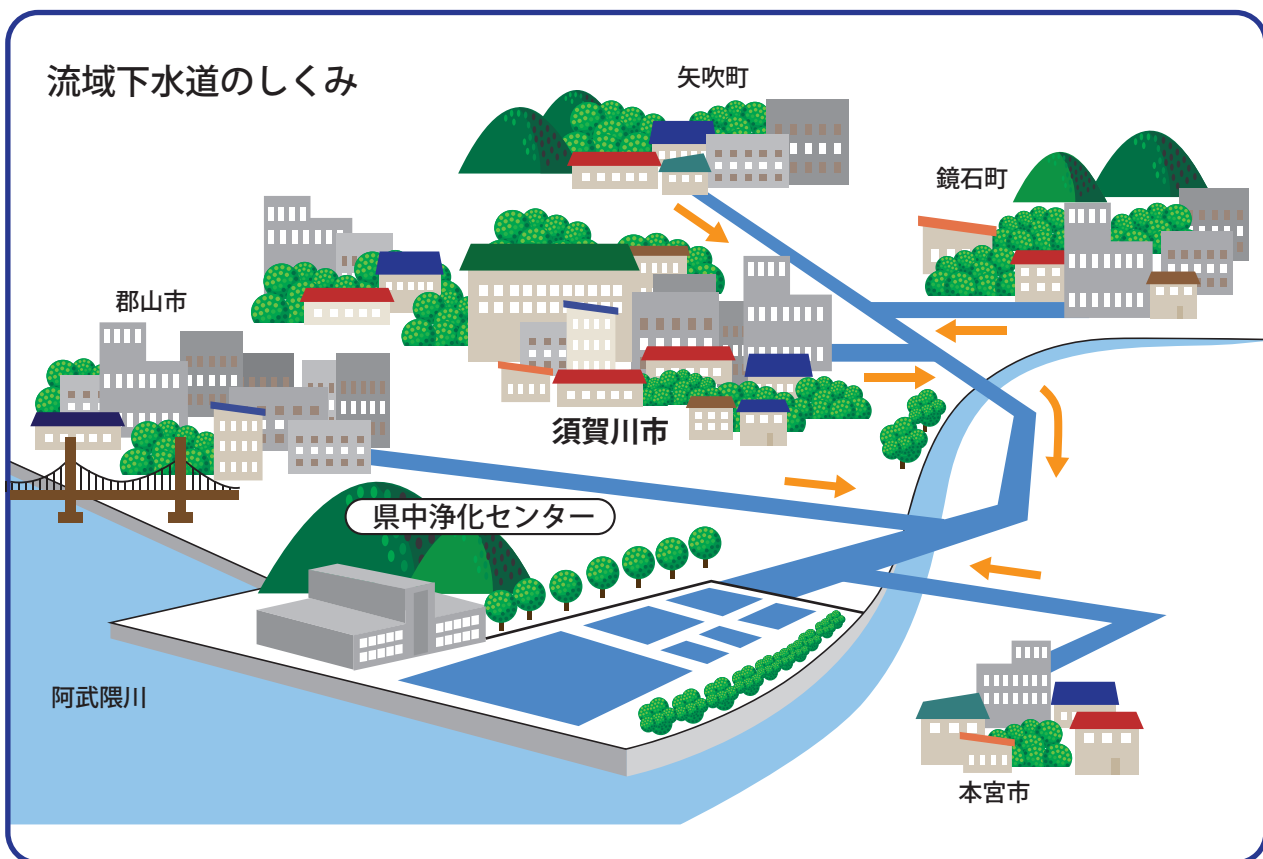 流域下水道のしくみ
矢吹町
鏡石町
郡山市
須賀川市
県中浄化センター
阿武隈川
本宮市